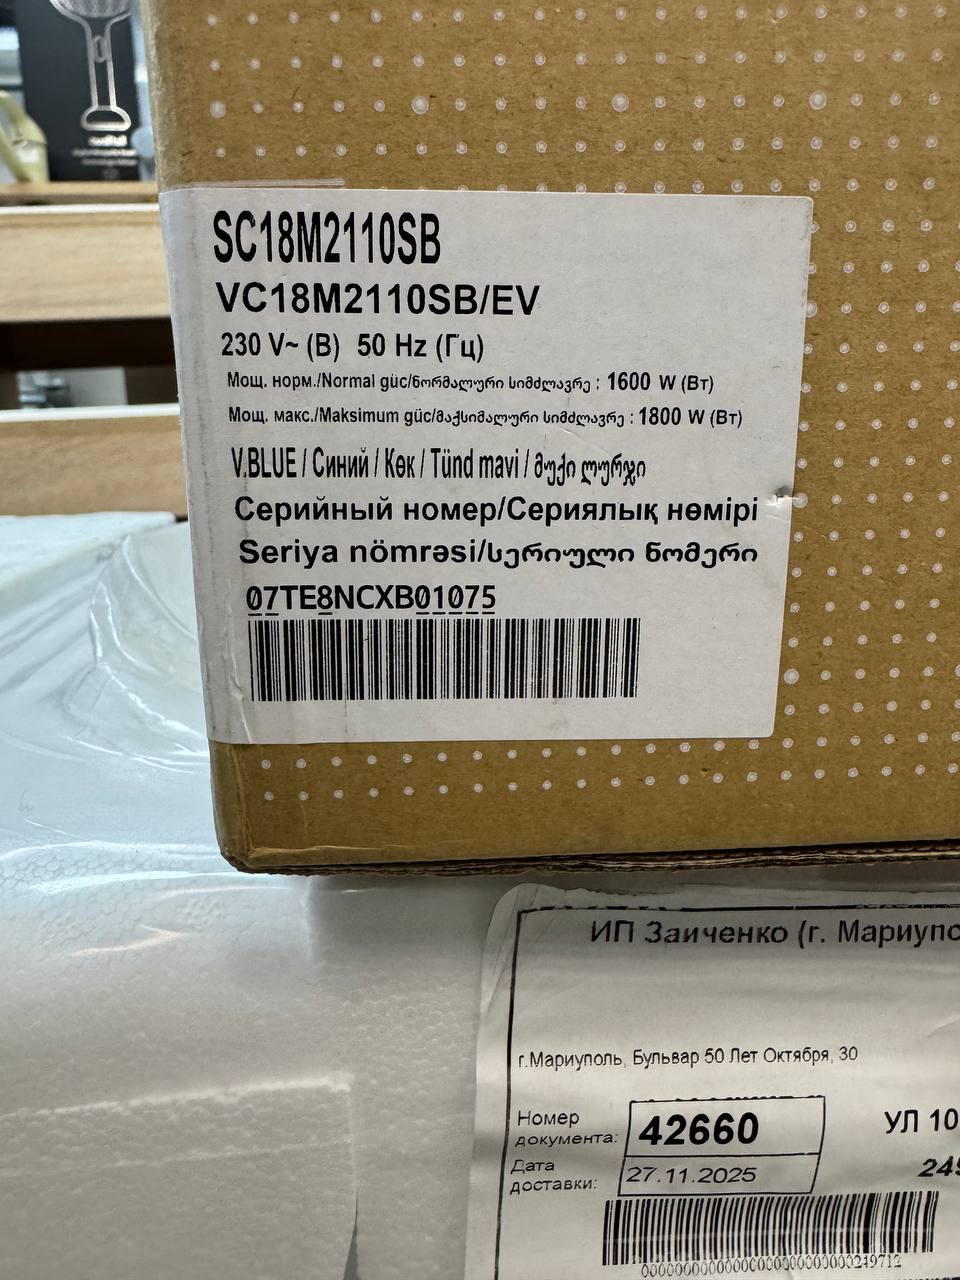 SC18M2110SB
VC18M2110SB/EV
230 V~ (В) 50 Hz (Гц)
Мощ. норм./Normal güc/ნორმალური სიმძლავრე : 1600 W (Вт)
Мощ. макс./Maksimum güc/მაქსიმალური სიმძლავრე : 1800 W (Вт)
V.BLUE / Синий / Көк / Tünd mavi / მუქი ლურჯი
Серийный номер/Сериялық нөмірі
Seriya nömrəsi/სერიული ნომერი
07TE8NCXB01075
ИП Заиченко (г. Мариупо
г.Мариуполь, Бульвар 50 Лет Октября, 30
Номер документа: 42660
УЛ 10
Дата доставки: 27.11.2025
249